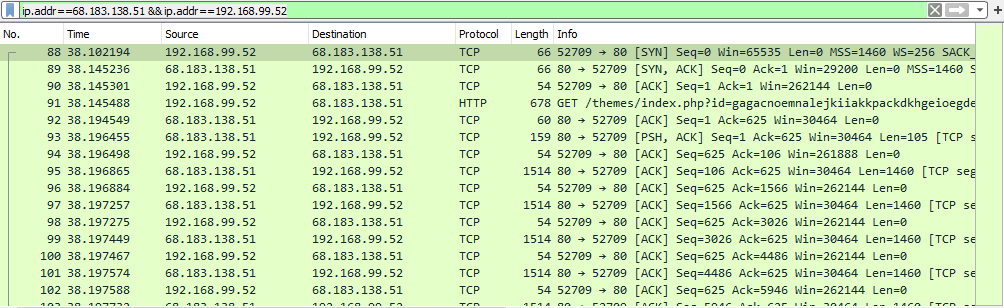 ip.addr==68.183.138.51 && ip.addr==192.168.99.52
No. Time Source Destination Protocol Length Info
88 38.102194 192.168.99.52 68.183.138.51 TCP 66 52709 → 80 [SYN] Seq=0 Win=65535 Len=0 MSS=1460 WS=256 SACK_
89 38.145236 68.183.138.51 192.168.99.52 TCP 66 80 → 52709 [SYN, ACK] Seq=0 Ack=1 Win=29200 Len=0 MSS=1460 S
90 38.145301 192.168.99.52 68.183.138.51 TCP 54 52709 → 80 [ACK] Seq=1 Ack=1 Win=262144 Len=0
91 38.145488 192.168.99.52 68.183.138.51 HTTP 678 GET /themes/index.php?id=gagacnoemnalejkiiakkpackdkhgeioegde
92 38.194549 68.183.138.51 192.168.99.52 TCP 60 80 → 52709 [ACK] Seq=1 Ack=625 Win=30464 Len=0
93 38.196455 68.183.138.51 192.168.99.52 TCP 159 80 → 52709 [PSH, ACK] Seq=1 Ack=625 Win=30464 Len=105 [TCP se
94 38.196498 192.168.99.52 68.183.138.51 TCP 54 52709 → 80 [ACK] Seq=625 Ack=106 Win=261888 Len=0
95 38.196865 68.183.138.51 192.168.99.52 TCP 1514 80 → 52709 [ACK] Seq=106 Ack=625 Win=30464 Len=1460 [TCP seg
96 38.196884 192.168.99.52 68.183.138.51 TCP 54 52709 → 80 [ACK] Seq=625 Ack=1566 Win=262144 Len=0
97 38.197257 68.183.138.51 192.168.99.52 TCP 1514 80 → 52709 [ACK] Seq=1566 Ack=625 Win=30464 Len=1460 [TCP se
98 38.197275 192.168.99.52 68.183.138.51 TCP 54 52709 → 80 [ACK] Seq=625 Ack=3026 Win=262144 Len=0
99 38.197449 68.183.138.51 192.168.99.52 TCP 1514 80 → 52709 [ACK] Seq=3026 Ack=625 Win=30464 Len=1460 [TCP se
100 38.197467 192.168.99.52 68.183.138.51 TCP 54 52709 → 80 [ACK] Seq=625 Ack=4486 Win=262144 Len=0
101 38.197574 68.183.138.51 192.168.99.52 TCP 1514 80 → 52709 [ACK] Seq=4486 Ack=625 Win=30464 Len=1460 [TCP se
102 38.197588 192.168.99.52 68.183.138.51 TCP 54 52709 → 80 [ACK] Seq=625 Ack=5946 Win=262144 Len=0